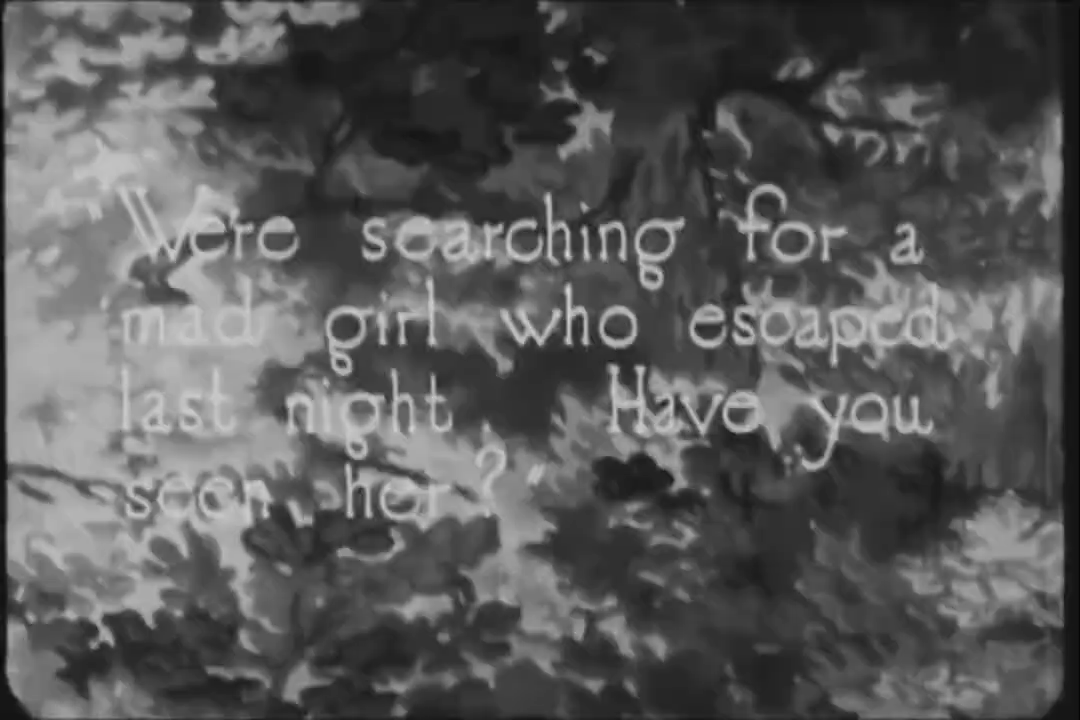 "We're searching for a
mad girl who escaped
last night. Have you
seen her?"